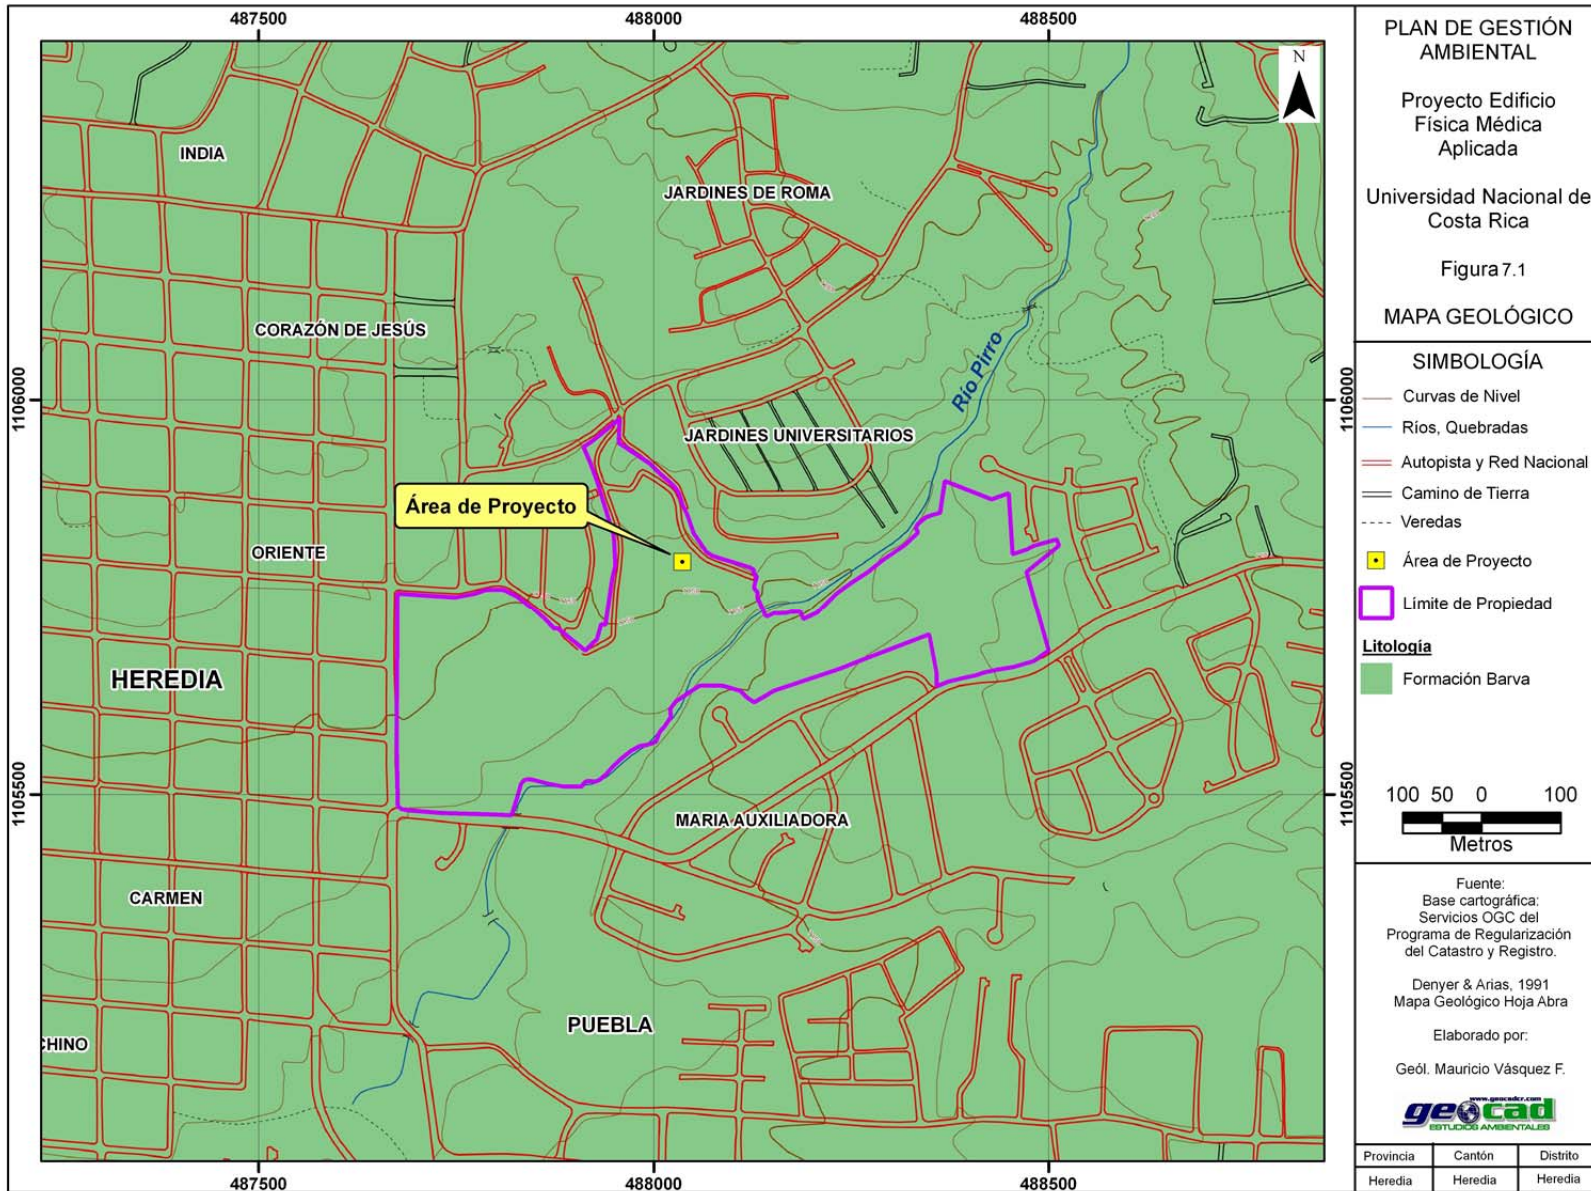 487500
488000
488500
1106000
1105500
1106000
1105500
N
INDIA
JARDINES DE ROMA
CORAZÓN DE JESÚS
Río Pirro
JARDINES UNIVERSITARIOS
Área de Proyecto
ORIENTE
HEREDIA
MARIA AUXILIADORA
CARMEN
PUEBLA
CHINO
487500
488000
488500
PLAN DE GESTIÓN
AMBIENTAL
Proyecto Edificio
Física Médica
Aplicada
Universidad Nacional de
Costa Rica
Figura 7.1
MAPA GEOLÓGICO
SIMBOLOGÍA
Curvas de Nivel
Ríos, Quebradas
Autopista y Red Nacional
Camino de Tierra
Veredas
Área de Proyecto
Límite de Propiedad
Litología
Formación Barva
100 50 0 100
Metros
Fuente:
Base cartográfica:
Servicios OGC del
Programa de Regularización
del Catastro y Registro.
Denyer & Arias, 1991
Mapa Geológico Hoja Abra
Elaborado por:
Geól. Mauricio Vásquez F.
www.geocadcr.com
geocad
ESTUDIOS AMBIENTALES
Provincia Cantón Distrito
Heredia Heredia Heredia